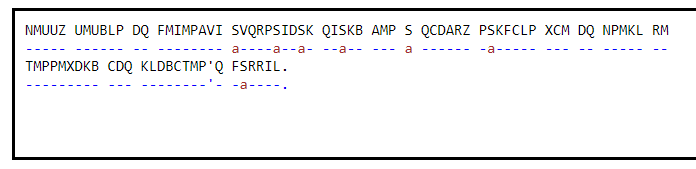 NMUUZ UMUBLP DQ FMIMPAVI SVQRPSIDSK QISKB AMP S QCDARZ PSKFCLP XCM DQ NPMKL RM
----- ------ -- -------- a----a--a- --a-- --- a ------ -a----- --- -- ----- --
TMPPMXDKB CDQ KLDBCTMP'Q FSRRIL.
--------- --- --------'- -a----.